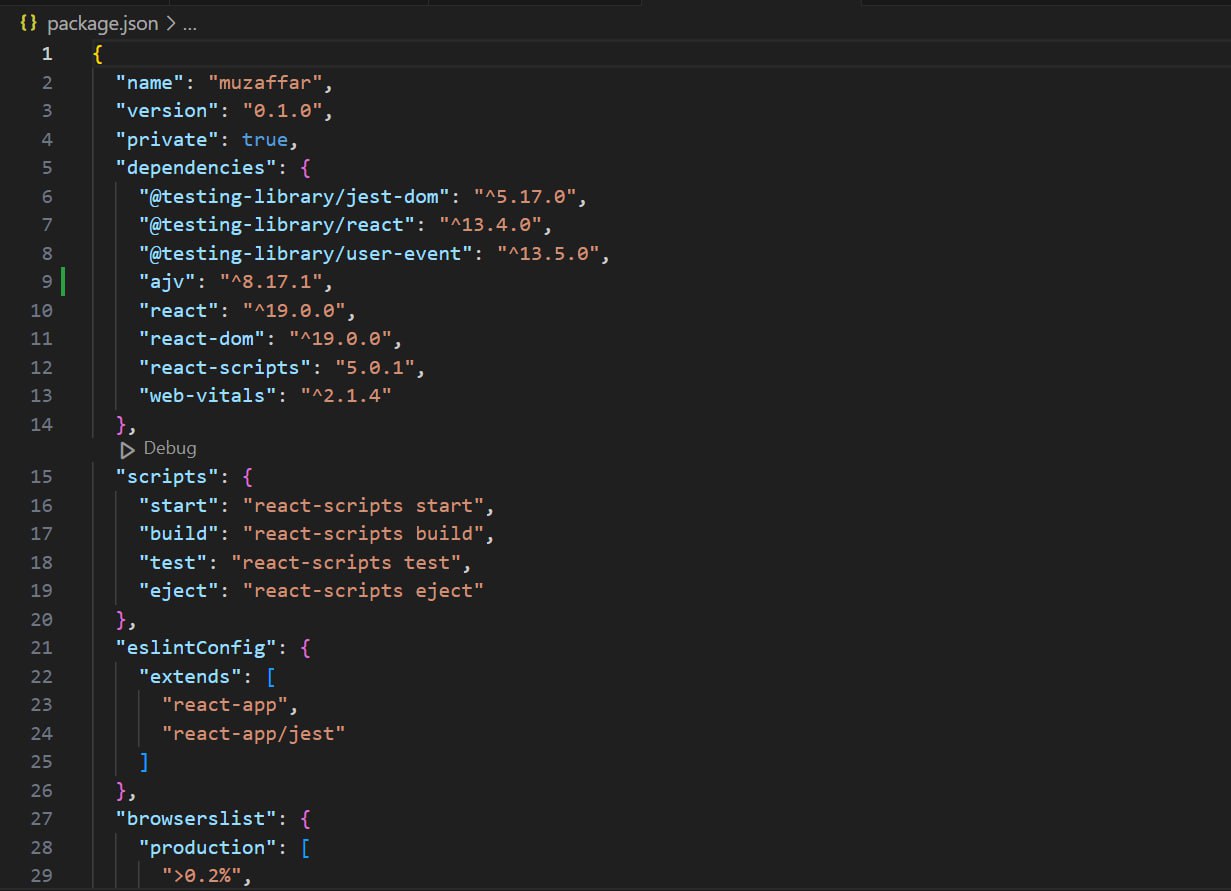 {} package.json > ...
1 {
2 "name": "muzaffar",
3 "version": "0.1.0",
4 "private": true,
5 "dependencies": {
6 "@testing-library/jest-dom": "^5.17.0",
7 "@testing-library/react": "^13.4.0",
8 "@testing-library/user-event": "^13.5.0",
9 "ajv": "^8.17.1",
10 "react": "^19.0.0",
11 "react-dom": "^19.0.0",
12 "react-scripts": "5.0.1",
13 "web-vitals": "^2.1.4"
14 },
Debug
15 "scripts": {
16 "start": "react-scripts start",
17 "build": "react-scripts build",
18 "test": "react-scripts test",
19 "eject": "react-scripts eject"
20 },
21 "eslintConfig": {
22 "extends": [
23 "react-app",
24 "react-app/jest"
25 ]
26 },
27 "browserslist": {
28 "production": [
29 ">0.2%",